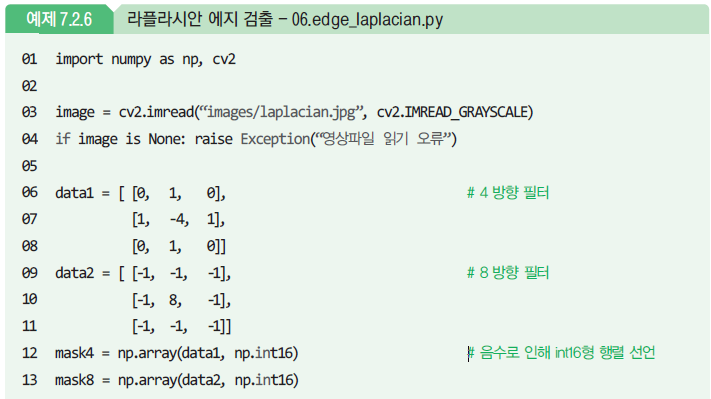 예제 7.2.6 라플라시안 에지 검출 – 06.edge_laplacian.py
01 import numpy as np, cv2
02
03 image = cv2.imread(“images/laplacian.jpg”, cv2.IMREAD_GRAYSCALE)
04 if image is None: raise Exception(“영상파일 읽기 오류”)
05
06 data1 = [ [0, 1, 0], # 4 방향 필터
07 [1, -4, 1],
08 [0, 1, 0]]
09 data2 = [ [-1, -1, -1], # 8 방향 필터
10 [-1, 8, -1],
11 [-1, -1, -1]]
12 mask4 = np.array(data1, np.int16) # 음수로 인해 int16형 행렬 선언
13 mask8 = np.array(data2, np.int16)